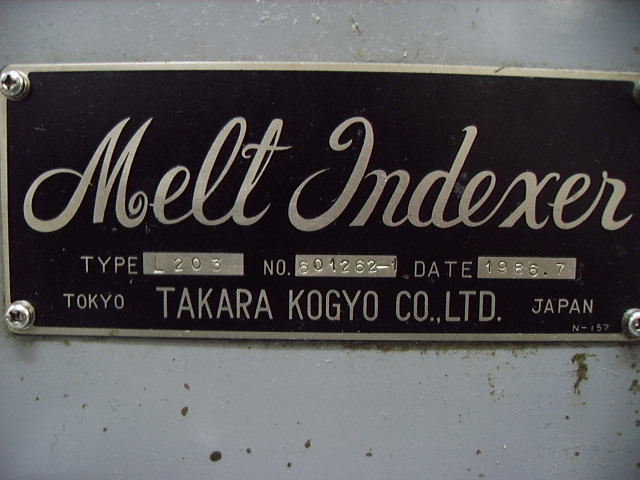 Melt Indexer
TYPE L203 NO. 601262-1 DATE 1986.7
TOKYO TAKARA KOGYO CO.,LTD. JAPAN
N-157